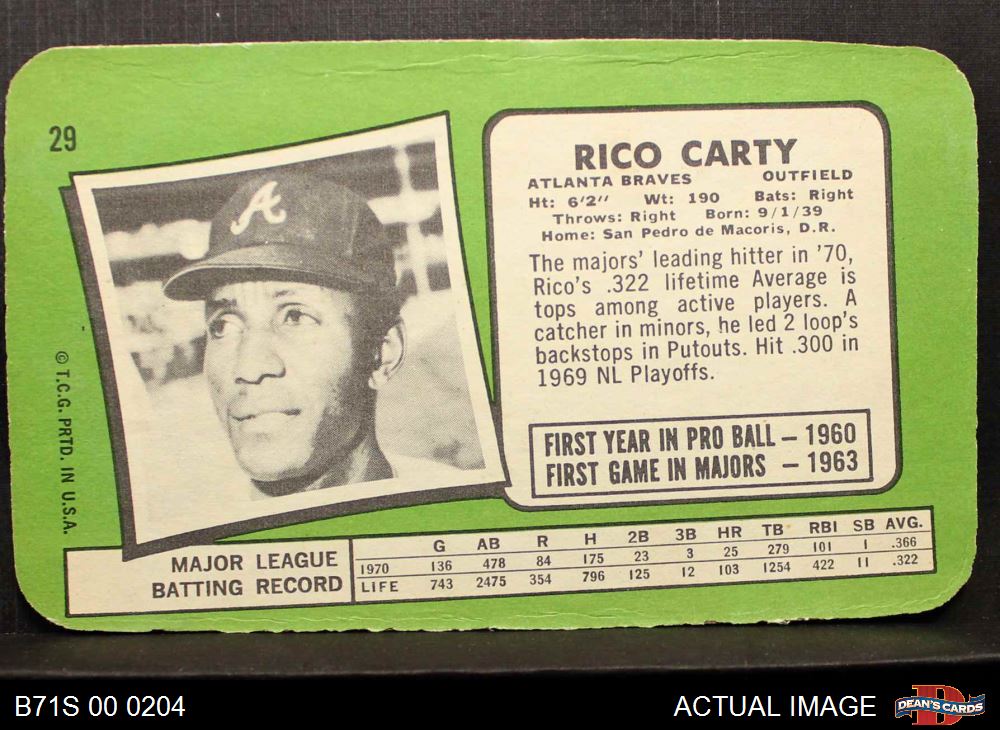 29
A
© T.C.G. PRTD. IN U.S.A.
RICO CARTY
ATLANTA BRAVES OUTFIELD
Ht: 6'2" Wt: 190 Bats: Right
Throws: Right Born: 9/1/39
Home: San Pedro de Macoris, D.R.
The majors' leading hitter in '70,
Rico's .322 lifetime Average is
tops among active players. A
catcher in minors, he led 2 loop's
backstops in Putouts. Hit .300 in
1969 NL Playoffs.
FIRST YEAR IN PRO BALL – 1960
FIRST GAME IN MAJORS – 1963
MAJOR LEAGUE
BATTING RECORD
G AB R H 2B 3B HR TB RBI SB AVG.
1970 136 478 84 175 23 3 25 279 101 1 .366
LIFE 743 2475 354 796 125 12 103 1254 422 11 .322
B71S 00 0204
ACTUAL IMAGE
D
DEAN'S CARDS